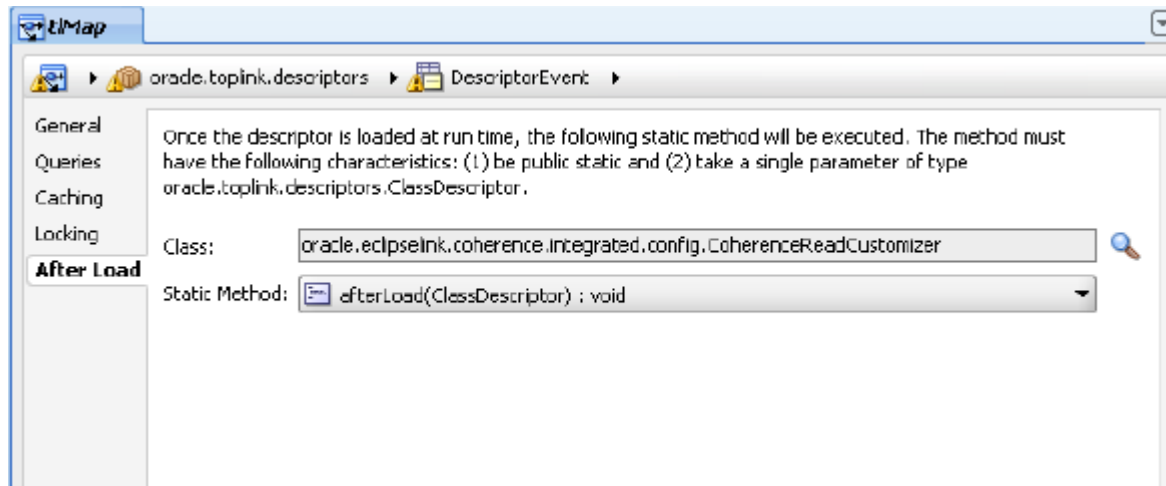 tlMap
oracle.toplink.descriptors DescriptorEvent
General
Queries
Caching
Locking
After Load
Once the descriptor is loaded at run time, the following static method will be executed. The method must
have the following characteristics: (1) be public static and (2) take a single parameter of type
oracle.toplink.descriptors.ClassDescriptor.
Class: oracle.eclipselink.coherence.integrated.config.CoherenceReadCustomizer
Static Method: afterLoad(ClassDescriptor) : void